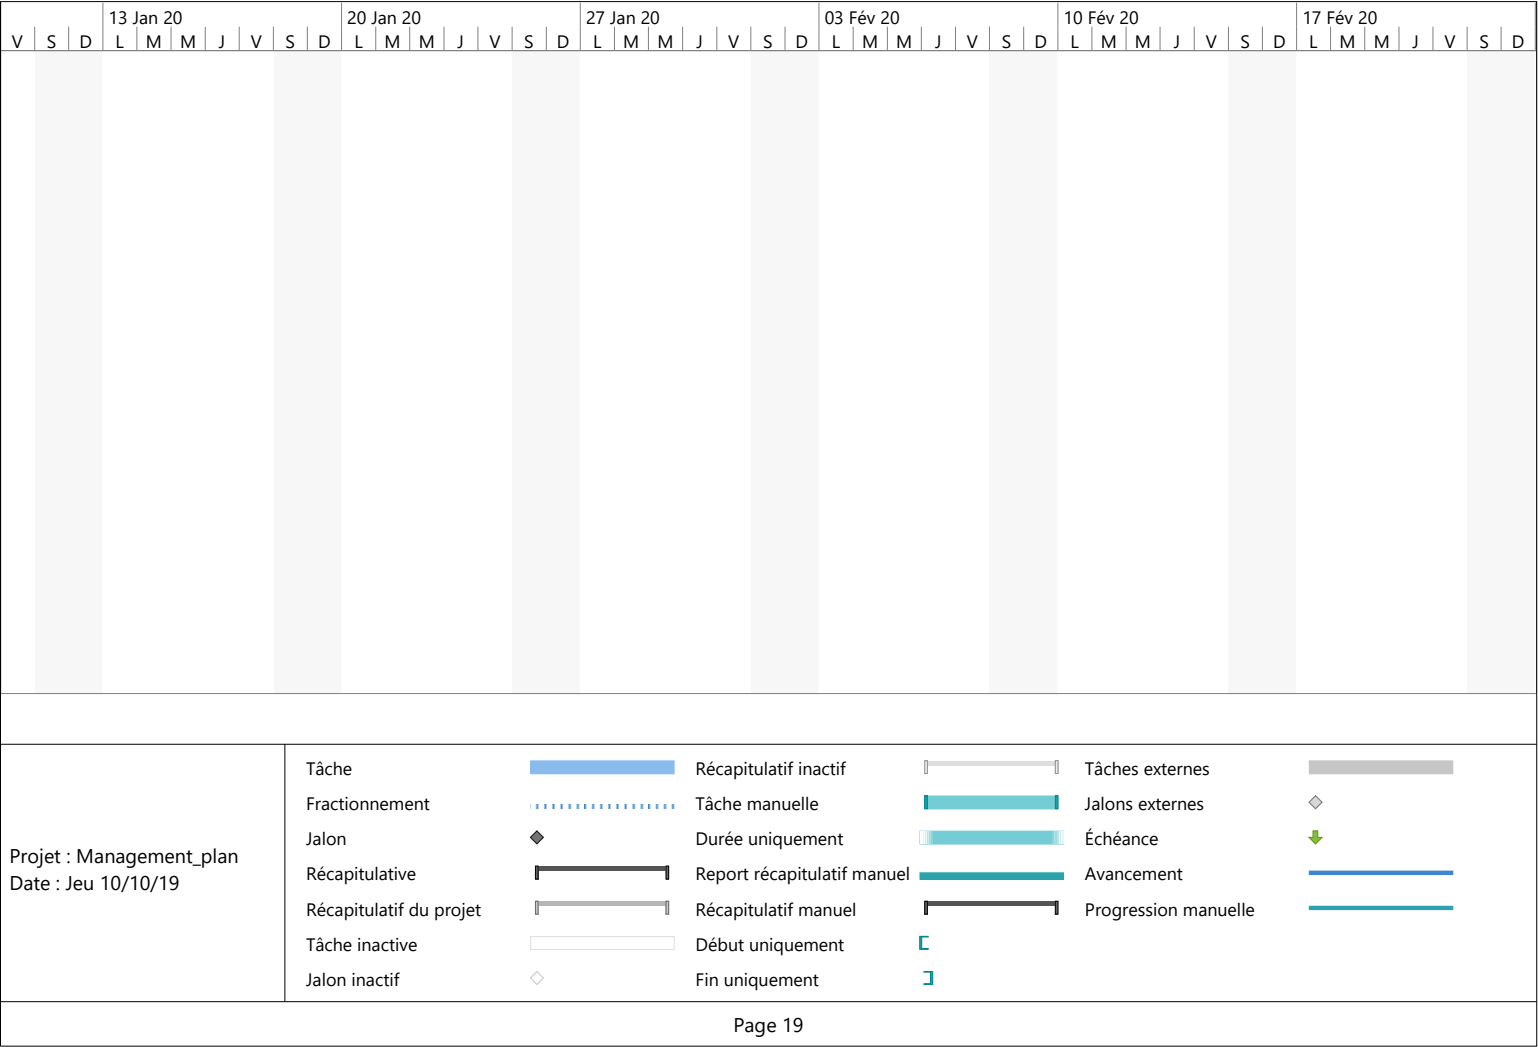 13 Jan 20 20 Jan 20 27 Jan 20 03 Fév 20 10 Fév 20 17 Fév 20
V S D L M M J V S D L M M J V S D L M M J V S D L M M J V S D L M M J V S D L M M J V S D
Tâche Récapitulatif inactif Tâches externes
Fractionnement Tâche manuelle Jalons externes
Jalon Durée uniquement Échéance
Projet : Management_plan
Date : Jeu 10/10/19
Récapitulative Report récapitulatif manuel Avancement
Récapitulatif du projet Récapitulatif manuel Progression manuelle
Tâche inactive Début uniquement
Jalon inactif Fin uniquement
Page 19